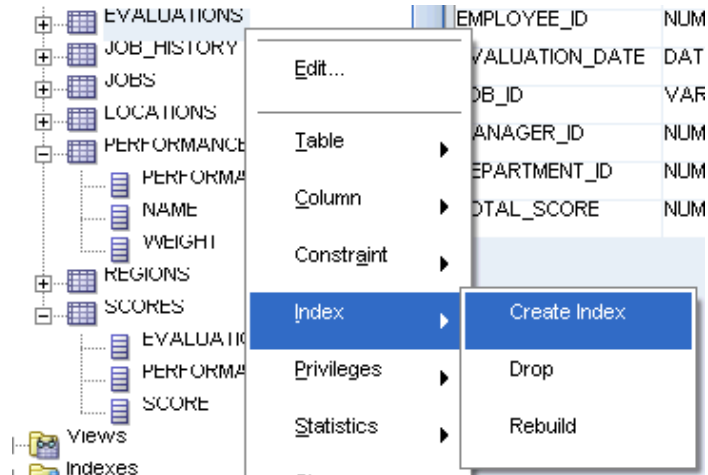 EVALUATIONS
JOB_HISTORY
JOBS
LOCATIONS
PERFORMANCE
PERFORMA
NAME
WEIGHT
REGIONS
SCORES
EVALUATIO
PERFORMA
SCORE
Views
Indexes
Edit...
Table
Column
Constraint
Index
Privileges
Statistics
Create Index
Drop
Rebuild
EMPLOYEE_ID NUM
VALUATION_DATE DAT
OB_ID VAR
ANAGER_ID NUM
EPARTMENT_ID NUM
OTAL_SCORE NUM